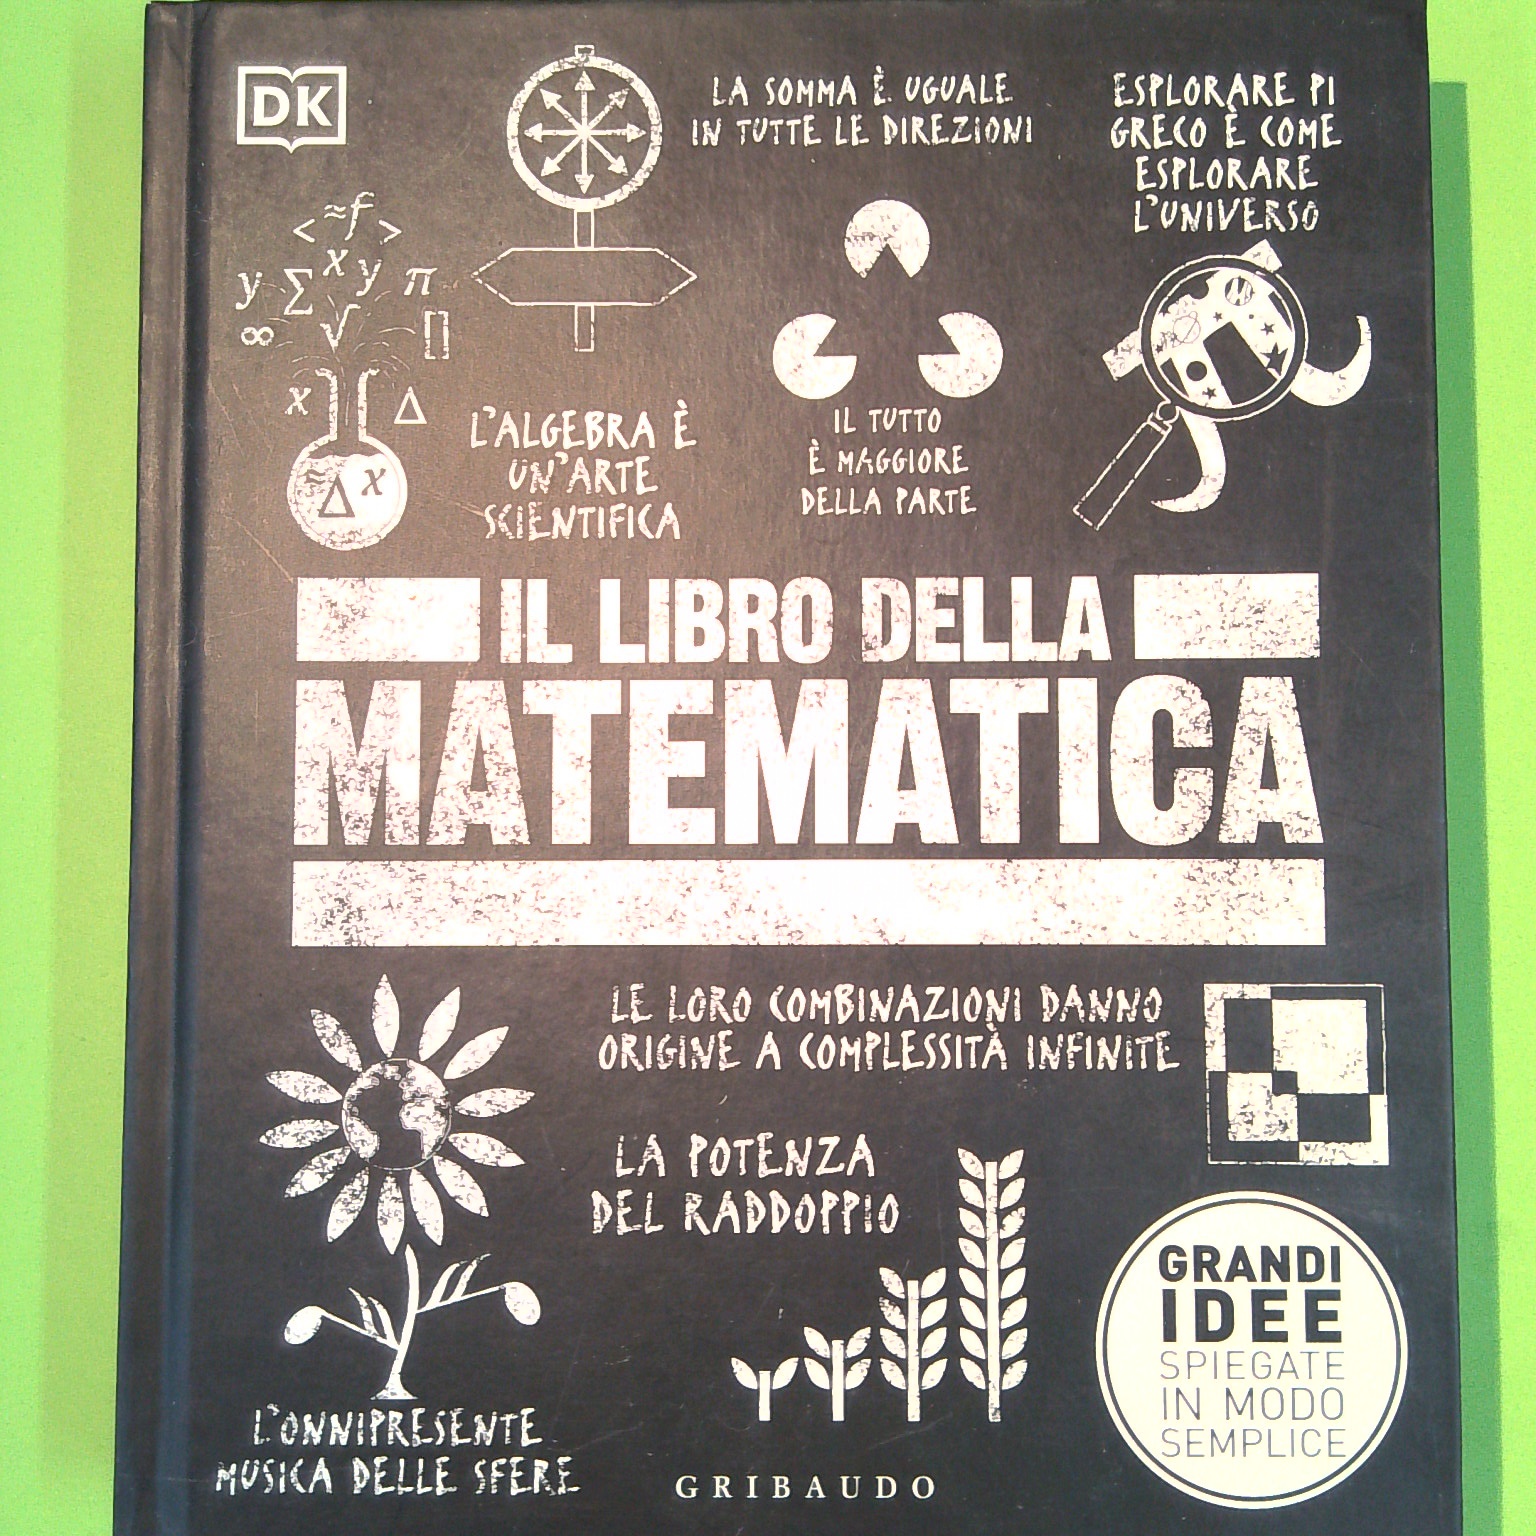 DK
LA SOMMA È UGUALE
IN TUTTE LE DIREZIONI
ESPLORARE PI
GRECO È COME
ESPLORARE
L'UNIVERSO
< ≈ f >
y Σ x y π
∞ √ []
x Δ
≈ Δ x
L'ALGEBRA È
UN'ARTE
SCIENTIFICA
IL TUTTO
È MAGGIORE
DELLA PARTE
IL LIBRO DELLA
MATEMATICA
LE LORO COMBINAZIONI DANNO
ORIGINE A COMPLESSITÀ INFINITE
LA POTENZA
DEL RADDOPPIO
GRANDI
IDEE
SPIEGATE
IN MODO
SEMPLICE
L'ONNIPRESENTE
MUSICA DELLE SFERE
GRIBAUDO